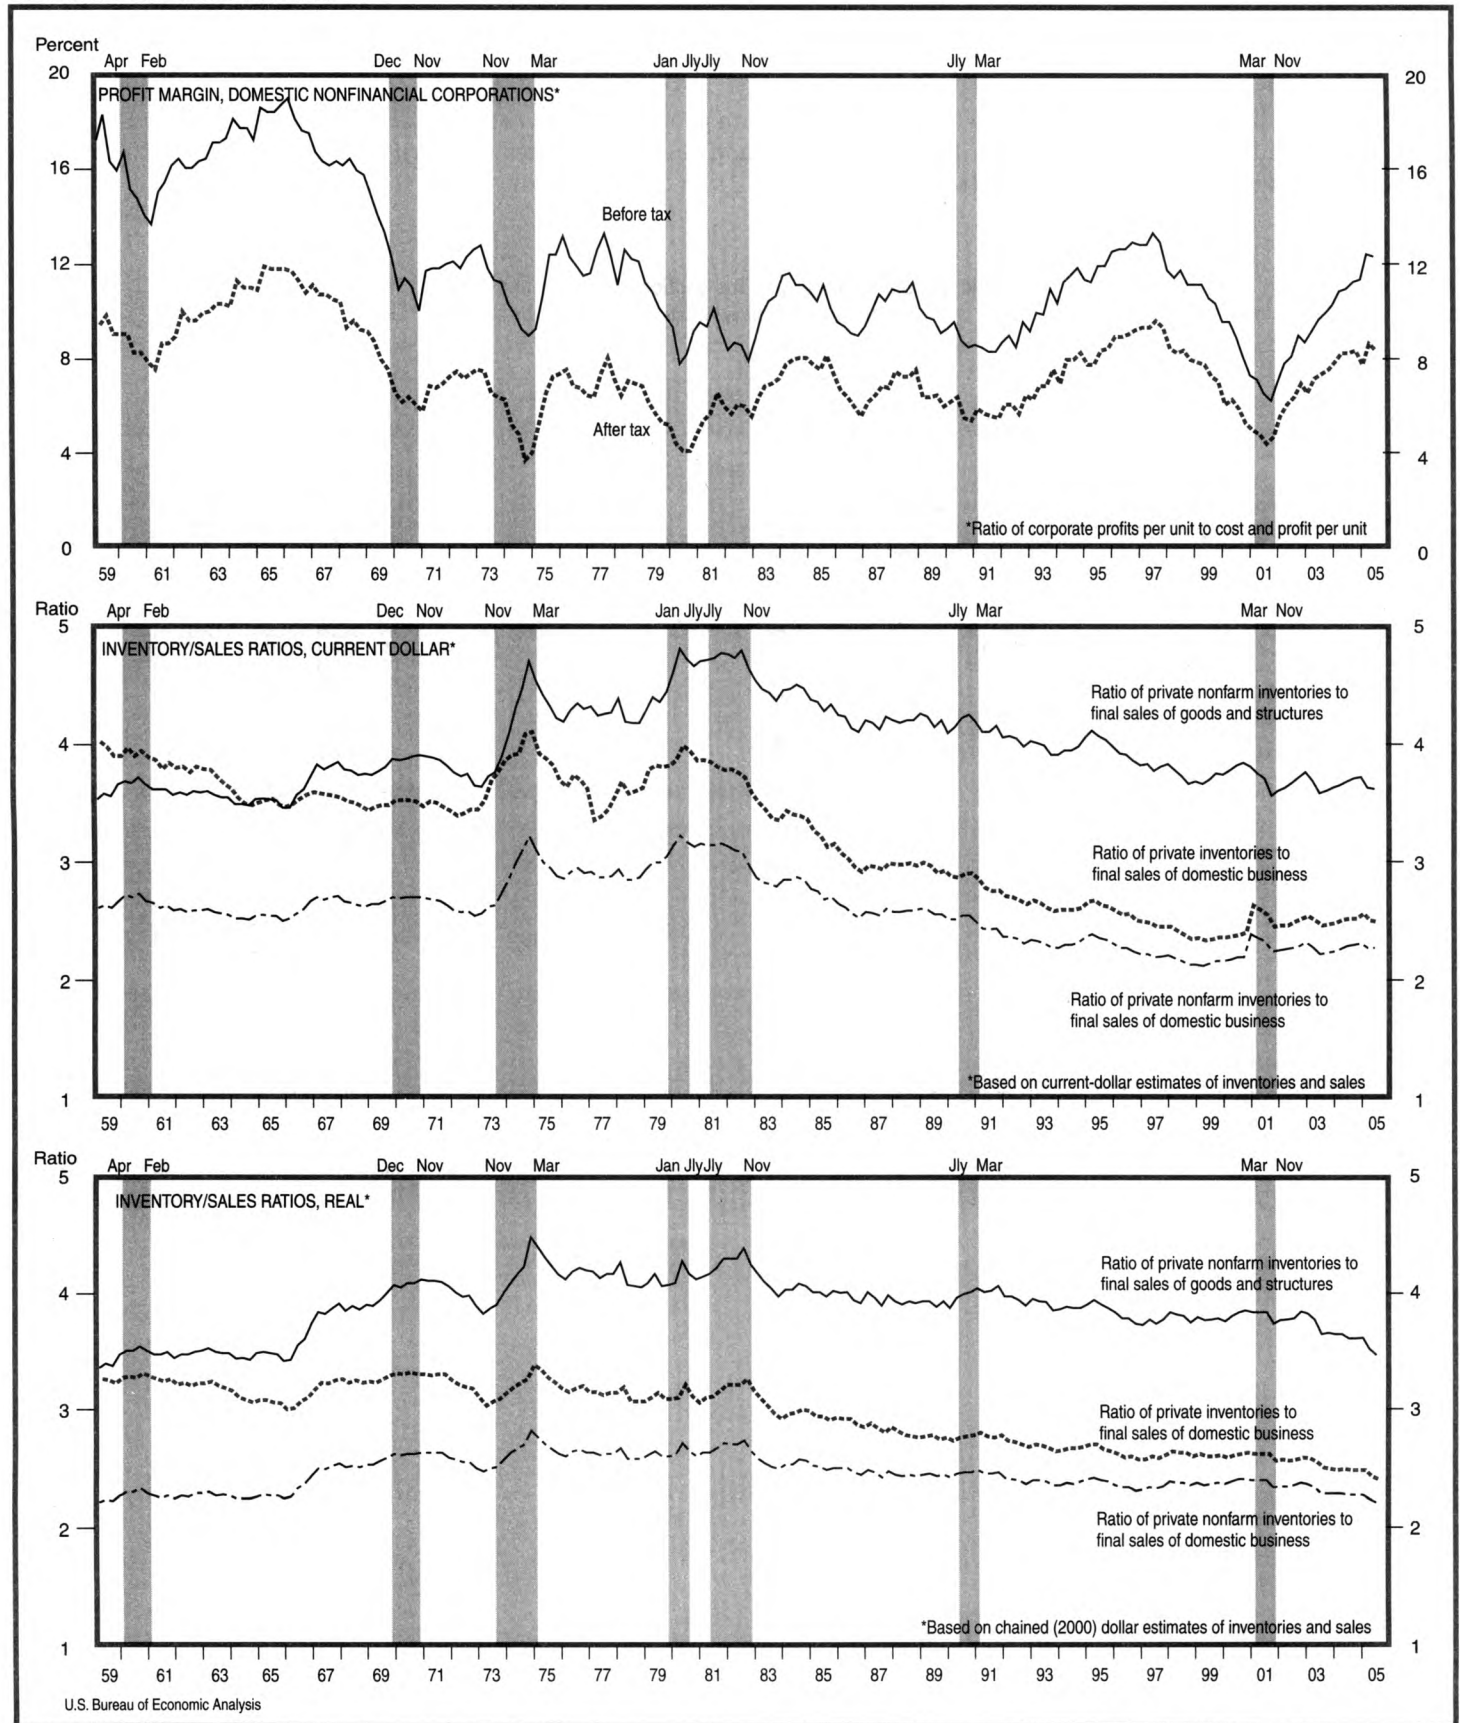 Percent
Apr Feb Dec Nov Nov Mar Jan Jly Jly Nov Jly Mar Mar Nov
20 20
PROFIT MARGIN, DOMESTIC NONFINANCIAL CORPORATIONS*
16 16
Before tax
12 12
8 8
After tax
4 4
*Ratio of corporate profits per unit to cost and profit per unit
0 0
59 61 63 65 67 69 71 73 75 77 79 81 83 85 87 89 91 93 95 97 99 01 03 05
Ratio Apr Feb Dec Nov Nov Mar Jan Jly Jly Nov Jly Mar Mar Nov
5 5
INVENTORY/SALES RATIOS, CURRENT DOLLAR*
Ratio of private nonfarm inventories to
final sales of goods and structures
4 4
Ratio of private inventories to
final sales of domestic business
3 3
2 2
Ratio of private nonfarm inventories to
final sales of domestic business
*Based on current-dollar estimates of inventories and sales
1 1
59 61 63 65 67 69 71 73 75 77 79 81 83 85 87 89 91 93 95 97 99 01 03 05
Ratio Apr Feb Dec Nov Nov Mar Jan Jly Jly Nov Jly Mar Mar Nov
5 5
INVENTORY/SALES RATIOS, REAL*
Ratio of private nonfarm inventories to
final sales of goods and structures
4 4
Ratio of private inventories to
final sales of domestic business
3 3
Ratio of private nonfarm inventories to
final sales of domestic business
2 2
*Based on chained (2000) dollar estimates of inventories and sales
1 1
59 61 63 65 67 69 71 73 75 77 79 81 83 85 87 89 91 93 95 97 99 01 03 05
U.S. Bureau of Economic Analysis